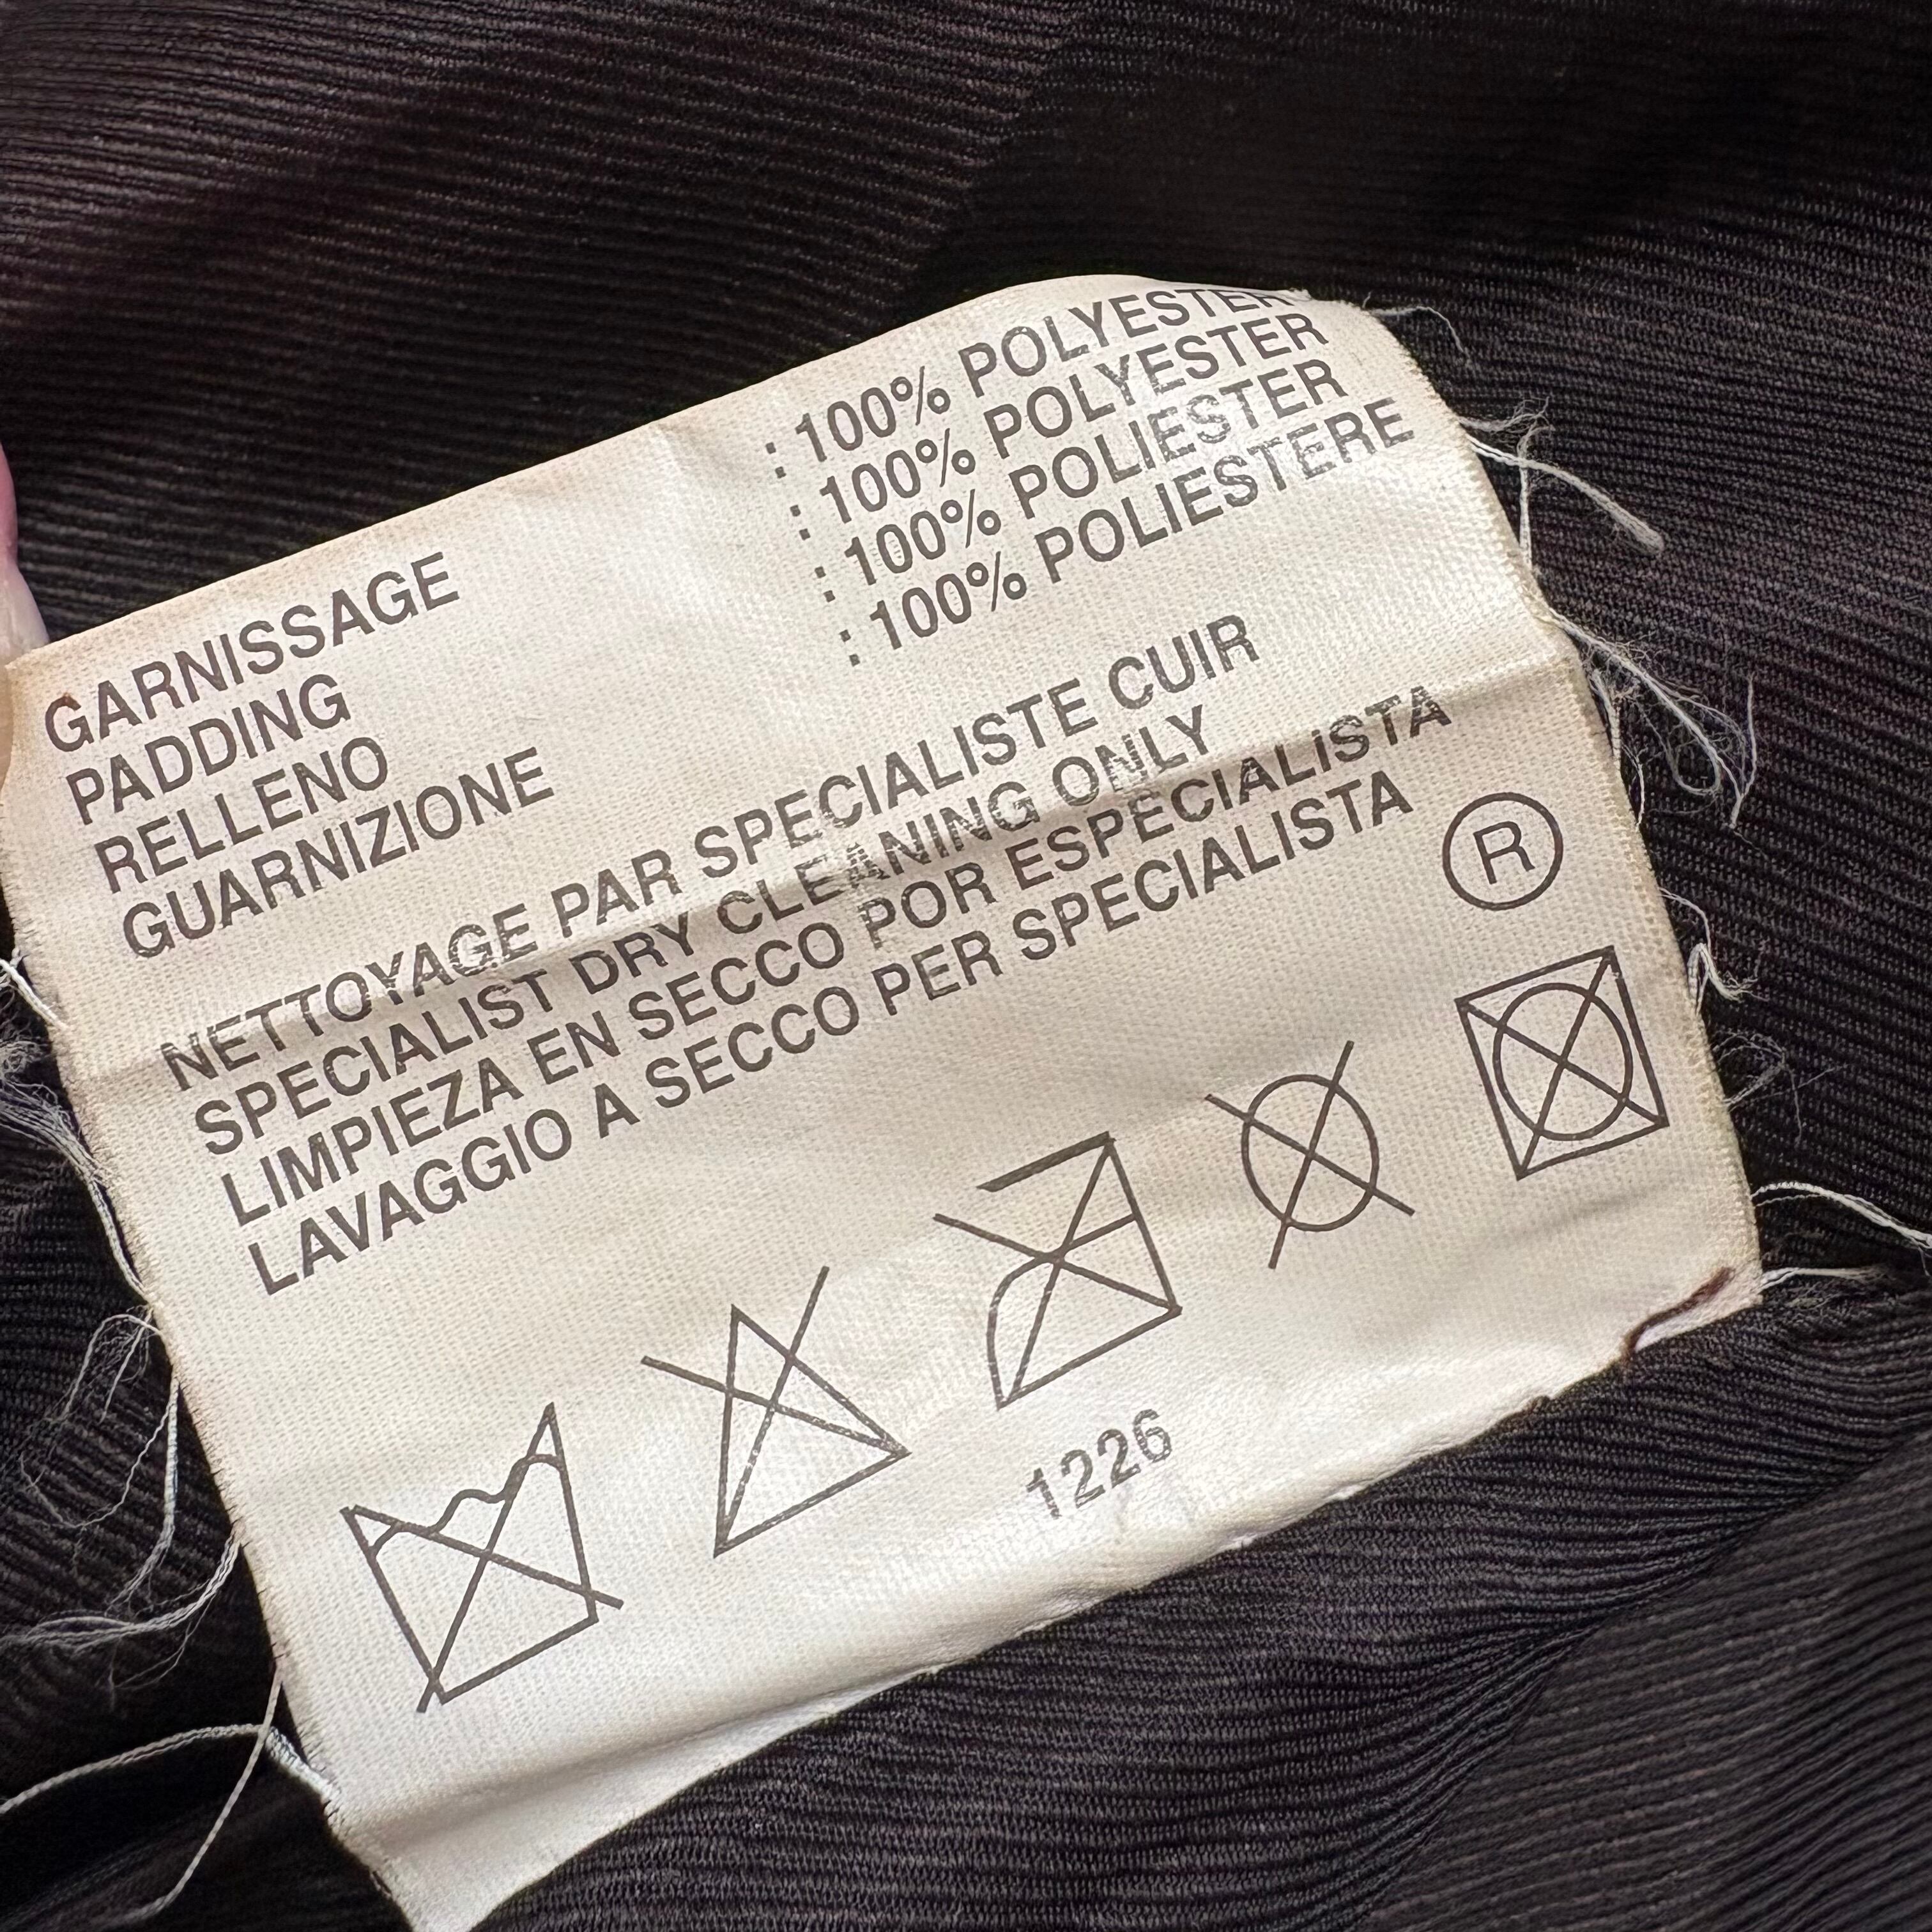 GARNISSAGE : 100% POLYESTER
PADDING : 100% POLYESTER
RELLENO : 100% POLIESTER
GUARNIZIONE : 100% POLIESTERE
NETTOYAGE PAR SPECIALISTE CUIR
SPECIALIST DRY CLEANING ONLY
LIMPIEZA EN SECCO POR ESPECIALISTA
LAVAGGIO A SECCO PER SPECIALISTA
®
1226